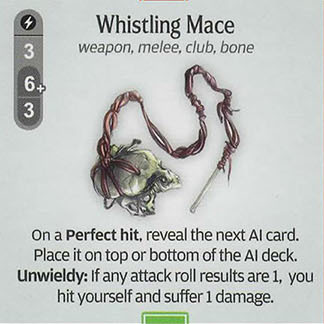 Whistling Mace
weapon, melee, club, bone
3
6+
3
On a Perfect hit, reveal the next AI card.
Place it on top or bottom of the AI deck.
Unwieldy: If any attack roll results are 1, you
hit yourself and suffer 1 damage.